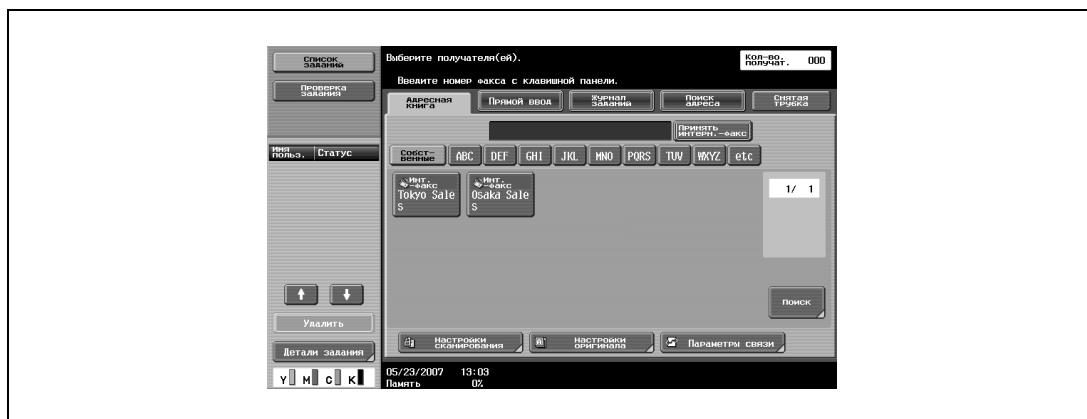 Список
заданий
Проверка
задания
Имя
польз.
Статус
Удалить
Детали задания
Y M C K
Выберите получателя(ей).
Кол-во.
получат. 000
Введите номер факса с клавишной панели.
Адресная
книга
Прямой ввод
Журнал
заданий
Поиск
адреса
Снятая
трубка
Принять
интерн.-факс
Собст-
венные
ABC DEF GHI JKL MNO PQRS TUV WXYZ etc
Инт.
-факс
Tokyo Sale
s
Инт.
-факс
Osaka Sale
s
1/ 1
Поиск
Настройки
сканирования
Настройки
оригинала
Параметры связи
05/23/2007 13:03
Память 0%